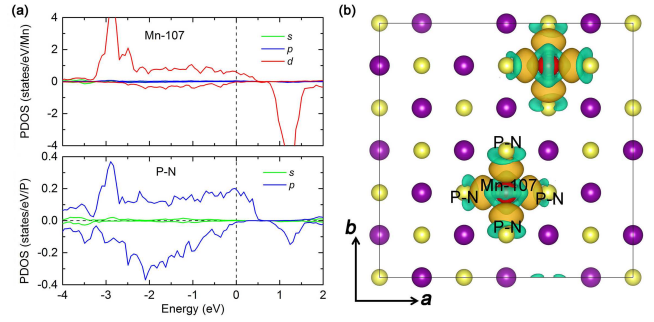 (a)
Mn-107
s
p
d
PDOS (states/eV/Mn)
4
2
0
-2
-4
P-N
s
p
PDOS (states/eV/P)
0.4
0.2
0.0
-0.2
-0.4
-4 -3 -2 -1 0 1 2
Energy (eV)
(b)
P-N
Mn-107
P-N P-N
P-N
b
a